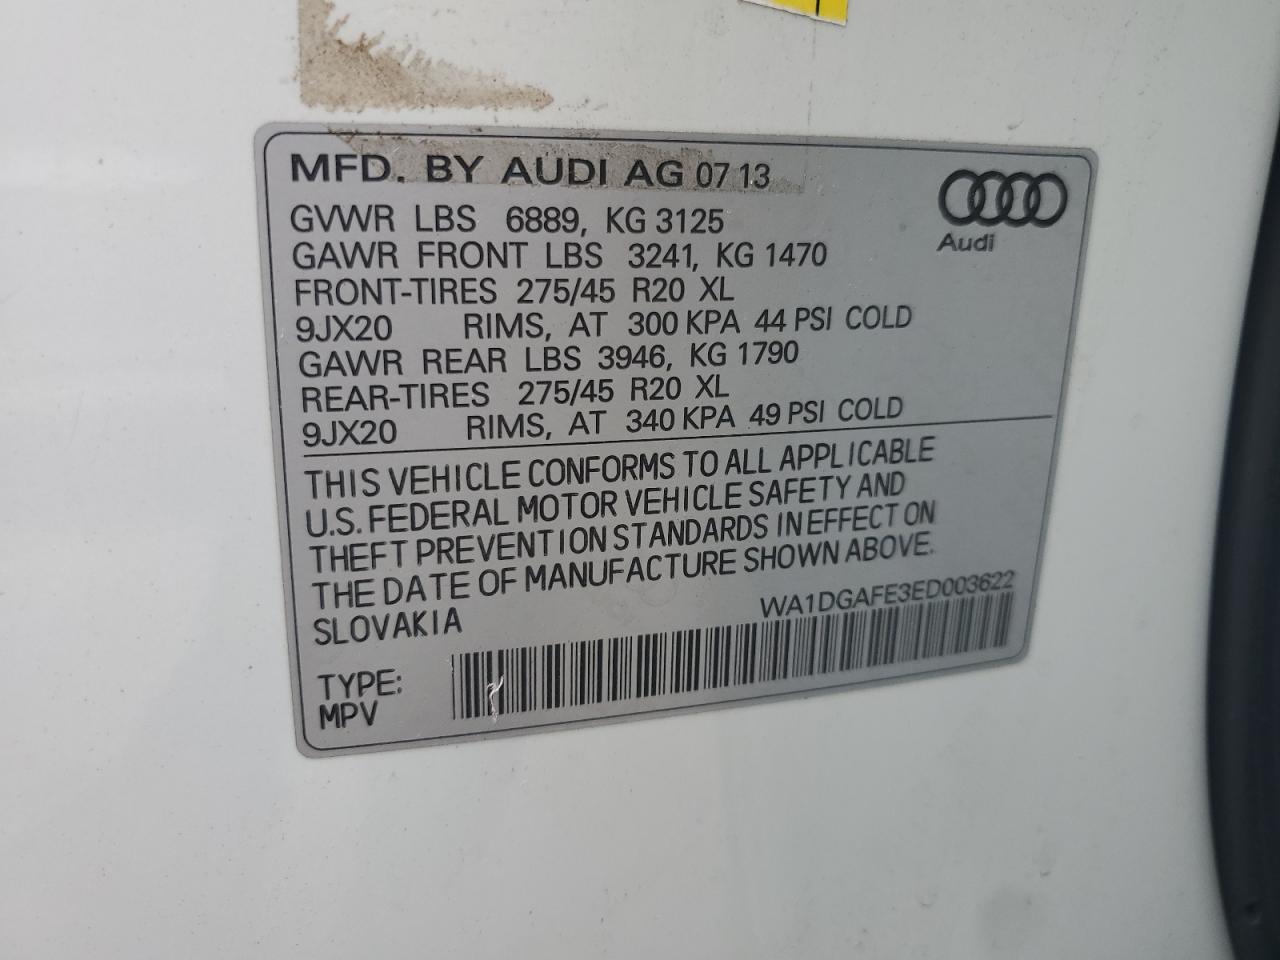 MFD. BY AUDI AG 07 13
GVWR LBS 6889, KG 3125
GAWR FRONT LBS 3241, KG 1470
FRONT-TIRES 275/45 R20 XL
9JX20 RIMS, AT 300 KPA 44 PSI COLD
GAWR REAR LBS 3946, KG 1790
REAR-TIRES 275/45 R20 XL
9JX20 RIMS, AT 340 KPA 49 PSI COLD
Audi
THIS VEHICLE CONFORMS TO ALL APPLICABLE
U.S. FEDERAL MOTOR VEHICLE SAFETY AND
THEFT PREVENTION STANDARDS IN EFFECT ON
THE DATE OF MANUFACTURE SHOWN ABOVE.
SLOVAKIA
WA1DGAFE3ED003622
TYPE:
MPV